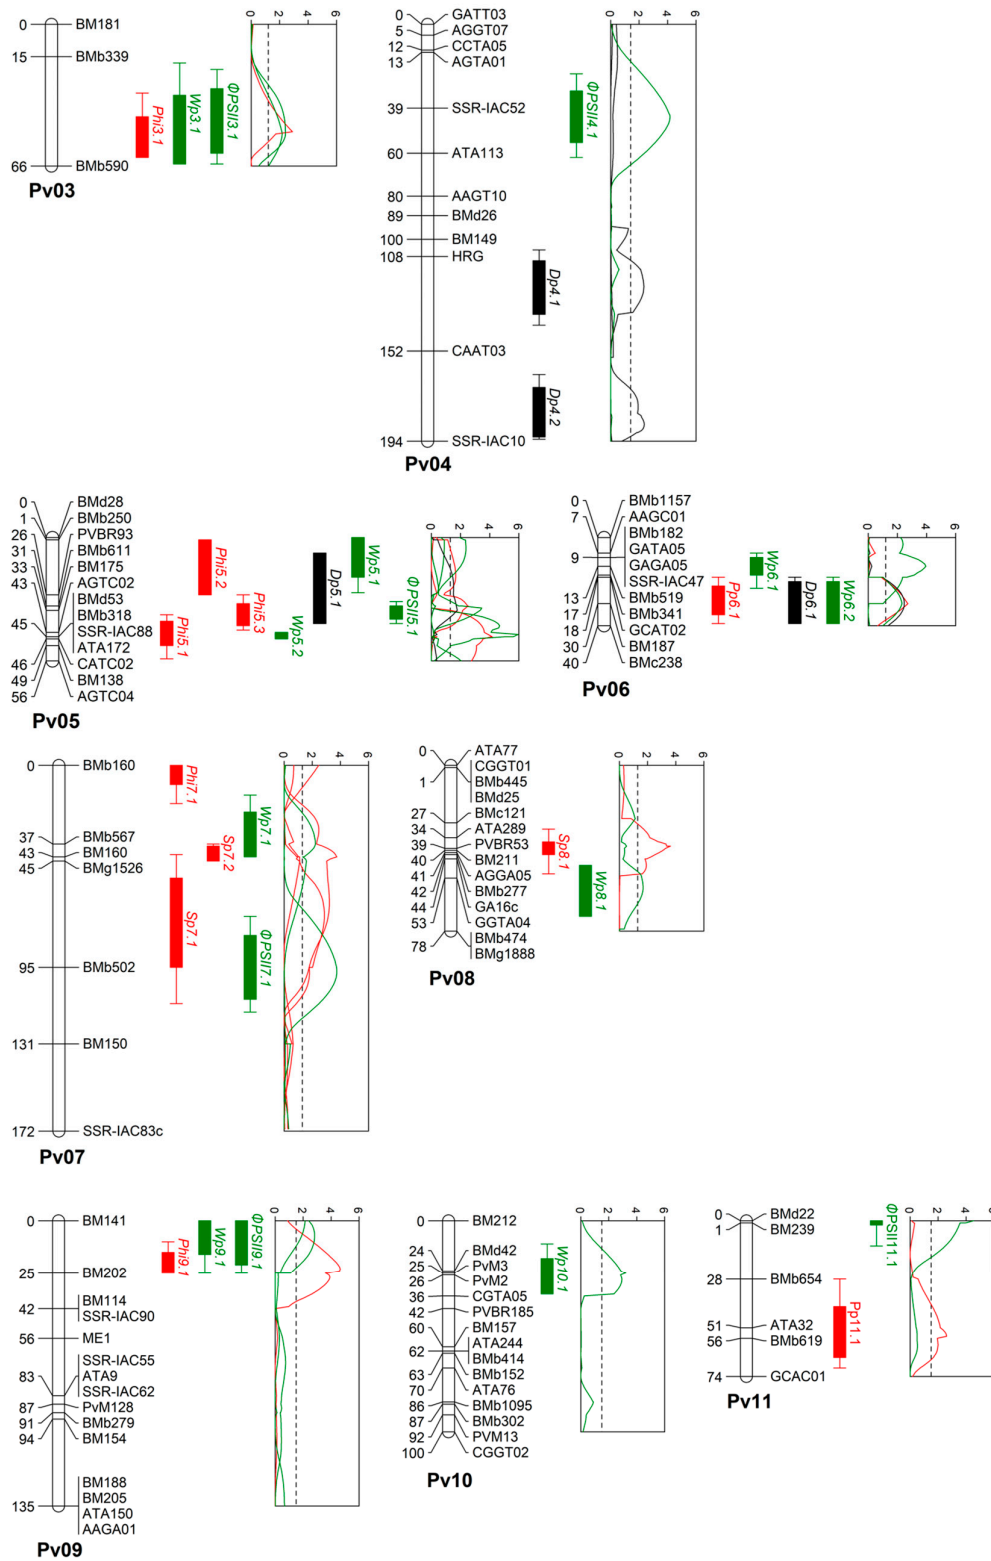 0 BM181
15 BMb339
66 BMb590
Pv03
Phi3.1
Wp3.1
ΦPSII3.1
0 2 4 6
0 GATT03
5 AGGT07
12 CCTA05
13 AGTA01
39 SSR-IAC52
60 ATA113
80 AAGT10
89 BMd26
100 BM149
108 HRG
152 CAAT03
194 SSR-IAC10
Pv04
ΦPSII4.1
Dp4.1
Dp4.2
0 2 4 6
0 BMd28
1 BMb250
26 PVBR93
31 BMb611
33 BM175
43 AGTC02
BMd53
BMb318
45 SSR-IAC88
ATA172
46 CATC02
49 BM138
56 AGTC04
Pv05
Phi5.1
Phi5.2
Phi5.3
Wp5.2
Dp5.1
Wp5.1
ΦPSII5.1
0 2 4 6
0 BMb1157
7 AAGC01
BMb182
9 GATA05
GAGA05
SSR-IAC47
13 BMb519
17 BMb341
18 GCAT02
30 BM187
40 BMc238
Pv06
Pp6.1
Wp6.1
Dp6.1
Wp6.2
0 2 4 6
0 BMb160
37 BMb567
43 BM160
45 BMg1526
95 BMb502
131 BM150
172 SSR-IAC83c
Pv07
Phi7.1
Sp7.1
Sp7.2
Wp7.1
ΦPSII7.1
0 2 4 6
0 ATA77
CGGT01
1 BMb445
BMd25
27 BMc121
34 ATA289
39 PVBR53
40 BM211
41 AGGA05
42 BMb277
44 GA16c
53 GGTA04
78 BMb474
BMg1888
Pv08
Sp8.1
Wp8.1
0 2 4 6
0 BM141
25 BM202
42 BM114
SSR-IAC90
56 ME1
SSR-IAC55
83 ATA9
SSR-IAC62
87 PvM128
91 BMb279
94 BM154
BM188
BM205
135 ATA150
AAGA01
Pv09
Phi9.1
Wp9.1
ΦPSII9.1
0 2 4 6
0 BM212
24 BMd42
25 PvM3
26 PvM2
36 CGTA05
42 PVBR185
60 BM157
62 ATA244
BMb414
63 BMb152
70 ATA76
86 BMb1095
87 BMb302
92 PVM13
100 CGGT02
Pv10
Wp10.1
0 2 4 6
0 BMd22
1 BM239
28 BMb654
51 ATA32
56 BMb619
74 GCAC01
Pv11
ΦPSII11.1
Pp11.1
0 2 4 6